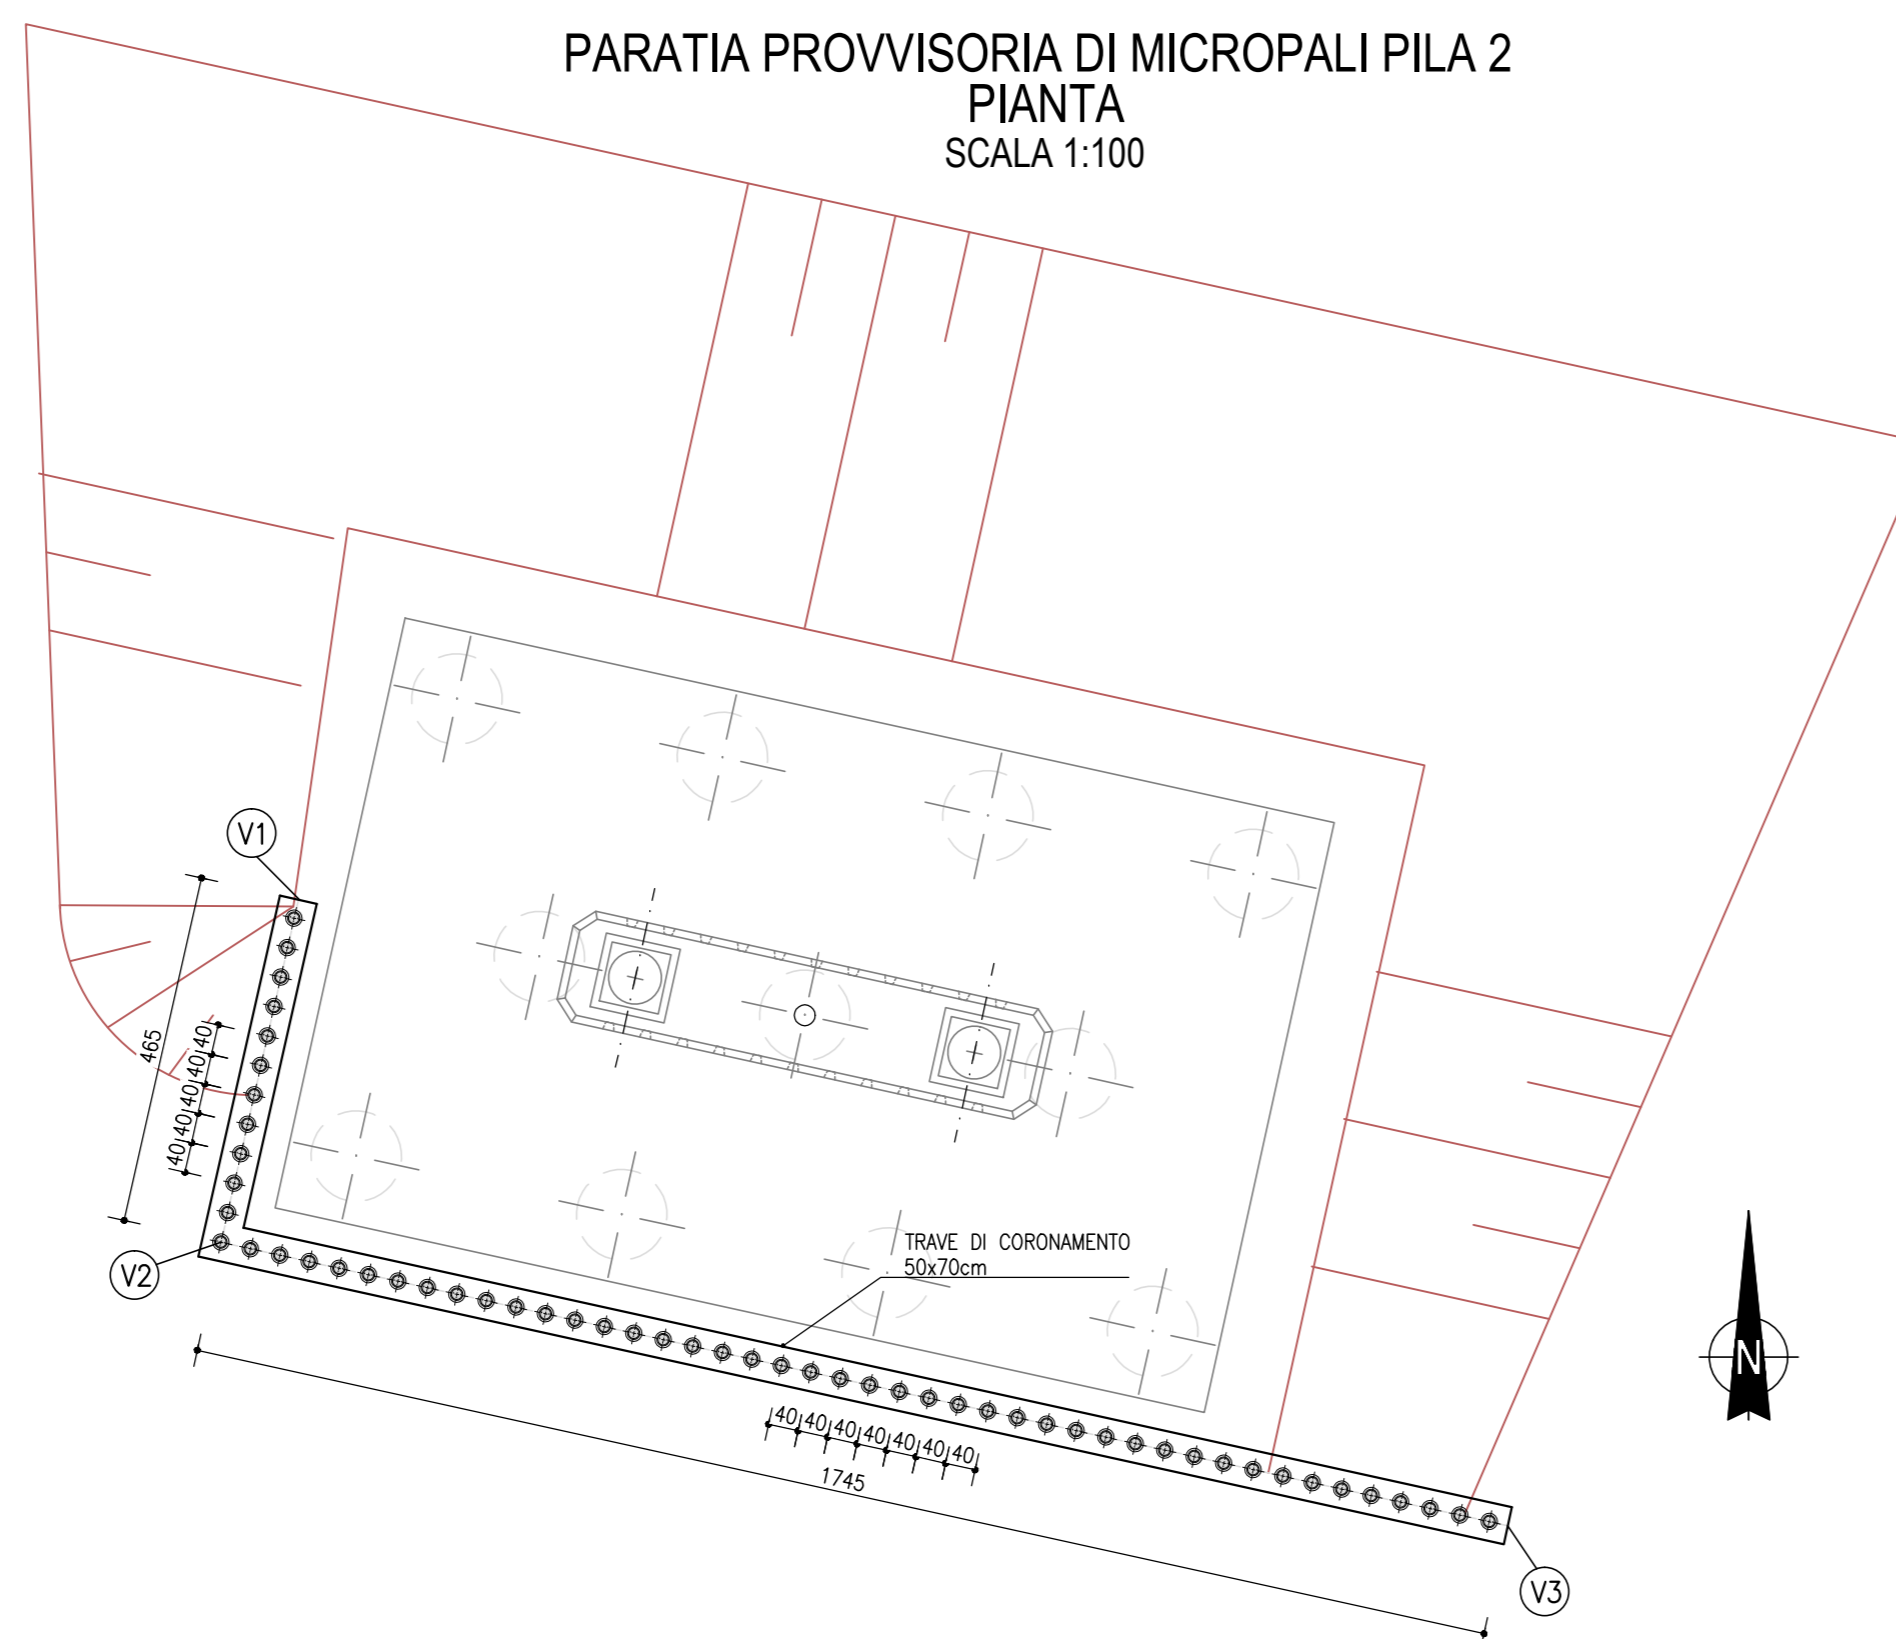 PARATIA PROVVISORIA DI MICROPALI PILA 2
PIANTA
SCALA 1:100
V1
465
40 40 40 40 40
V2
TRAVE DI CORONAMENTO
50x70cm
40 40 40 40 40 40 40
1745
V3
N